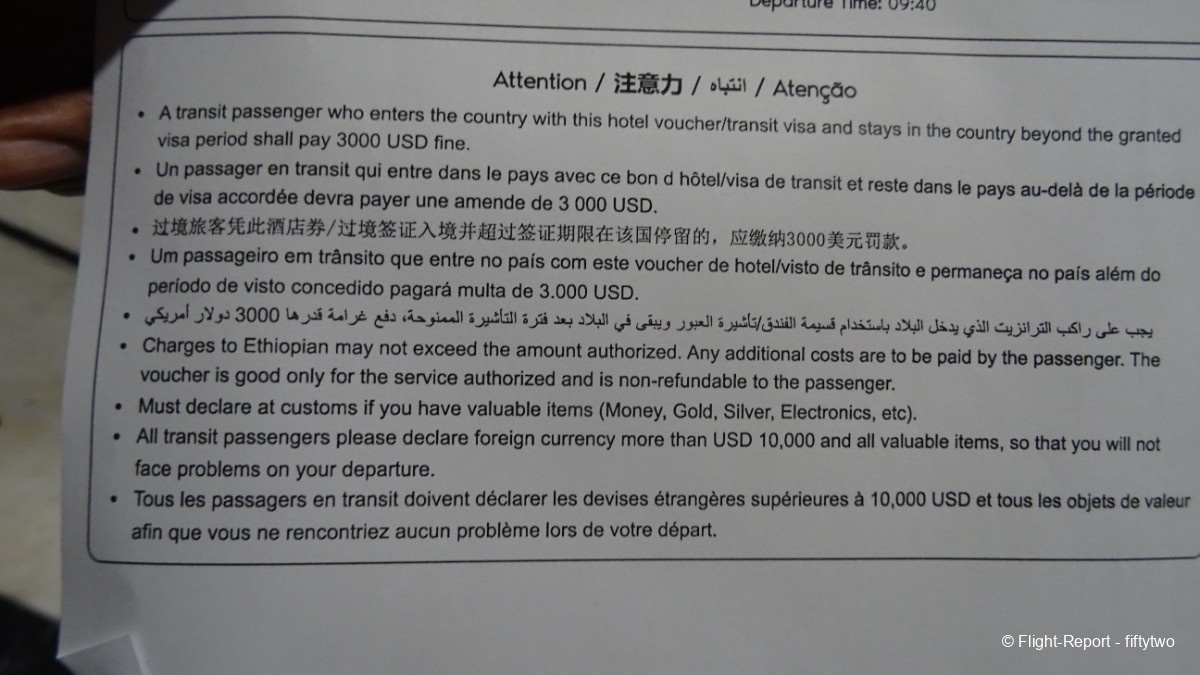 Departure Time: 09:40
Attention / 注意力 / انتباه / Atenção
• A transit passenger who enters the country with this hotel voucher/transit visa and stays in the country beyond the granted
visa period shall pay 3000 USD fine.
• Un passager en transit qui entre dans le pays avec ce bon d hôtel/visa de transit et reste dans le pays au-delà de la période
de visa accordée devra payer une amende de 3 000 USD.
• 过境旅客凭此酒店券/过境签证入境并超过签证期限在该国停留的，应缴纳3000美元罚款。
• Um passageiro em trânsito que entre no país com este voucher de hotel/visto de trânsito e permaneça no país além do
período de visto concedido pagará multa de 3.000 USD.
• يجب على راكب الترانزيت الذي يدخل البلاد باستخدام قسيمة الفندق/تأشيرة العبور ويبقى في البلاد بعد فترة التأشيرة الممنوحة، دفع غرامة قدرها 3000 دولار أمريكي
• Charges to Ethiopian may not exceed the amount authorized. Any additional costs are to be paid by the passenger. The
voucher is good only for the service authorized and is non-refundable to the passenger.
• Must declare at customs if you have valuable items (Money, Gold, Silver, Electronics, etc).
• All transit passengers please declare foreign currency more than USD 10,000 and all valuable items, so that you will not
face problems on your departure.
• Tous les passagers en transit doivent déclarer les devises étrangères supérieures à 10,000 USD et tous les objets de valeur
afin que vous ne rencontriez aucun problème lors de votre départ.
© Flight-Report - fiftytwo